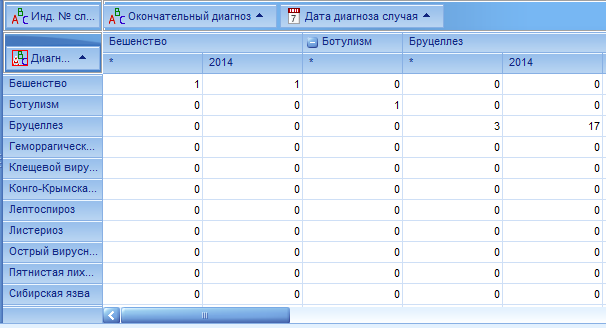 Инд. № сл... Окончательный диагноз Дата диагноза случая
Диагн... Бешенство Ботулизм Бруцеллез
* 2014 * * 2014
Бешенство 1 1 0 0 0
Ботулизм 0 0 1 0 0
Бруцеллез 0 0 0 3 17
Геморрагическ... 0 0 0 0 0
Клещевой виру... 0 0 0 0 0
Конго-Крымска... 0 0 0 0 0
Лептоспироз 0 0 0 0 0
Листериоз 0 0 0 0 0
Острый вирусн... 0 0 0 0 0
Пятнистая лих... 0 0 0 0 0
Сибирская язва 0 0 0 0 0